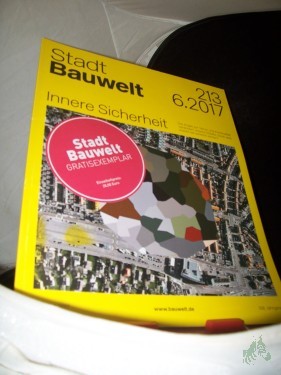 Stadt
Bauwelt
213
6.2017
Innere Sicherheit
Stadt
Bauwelt
GRATISEXEMPLAR
www.bauwelt.de